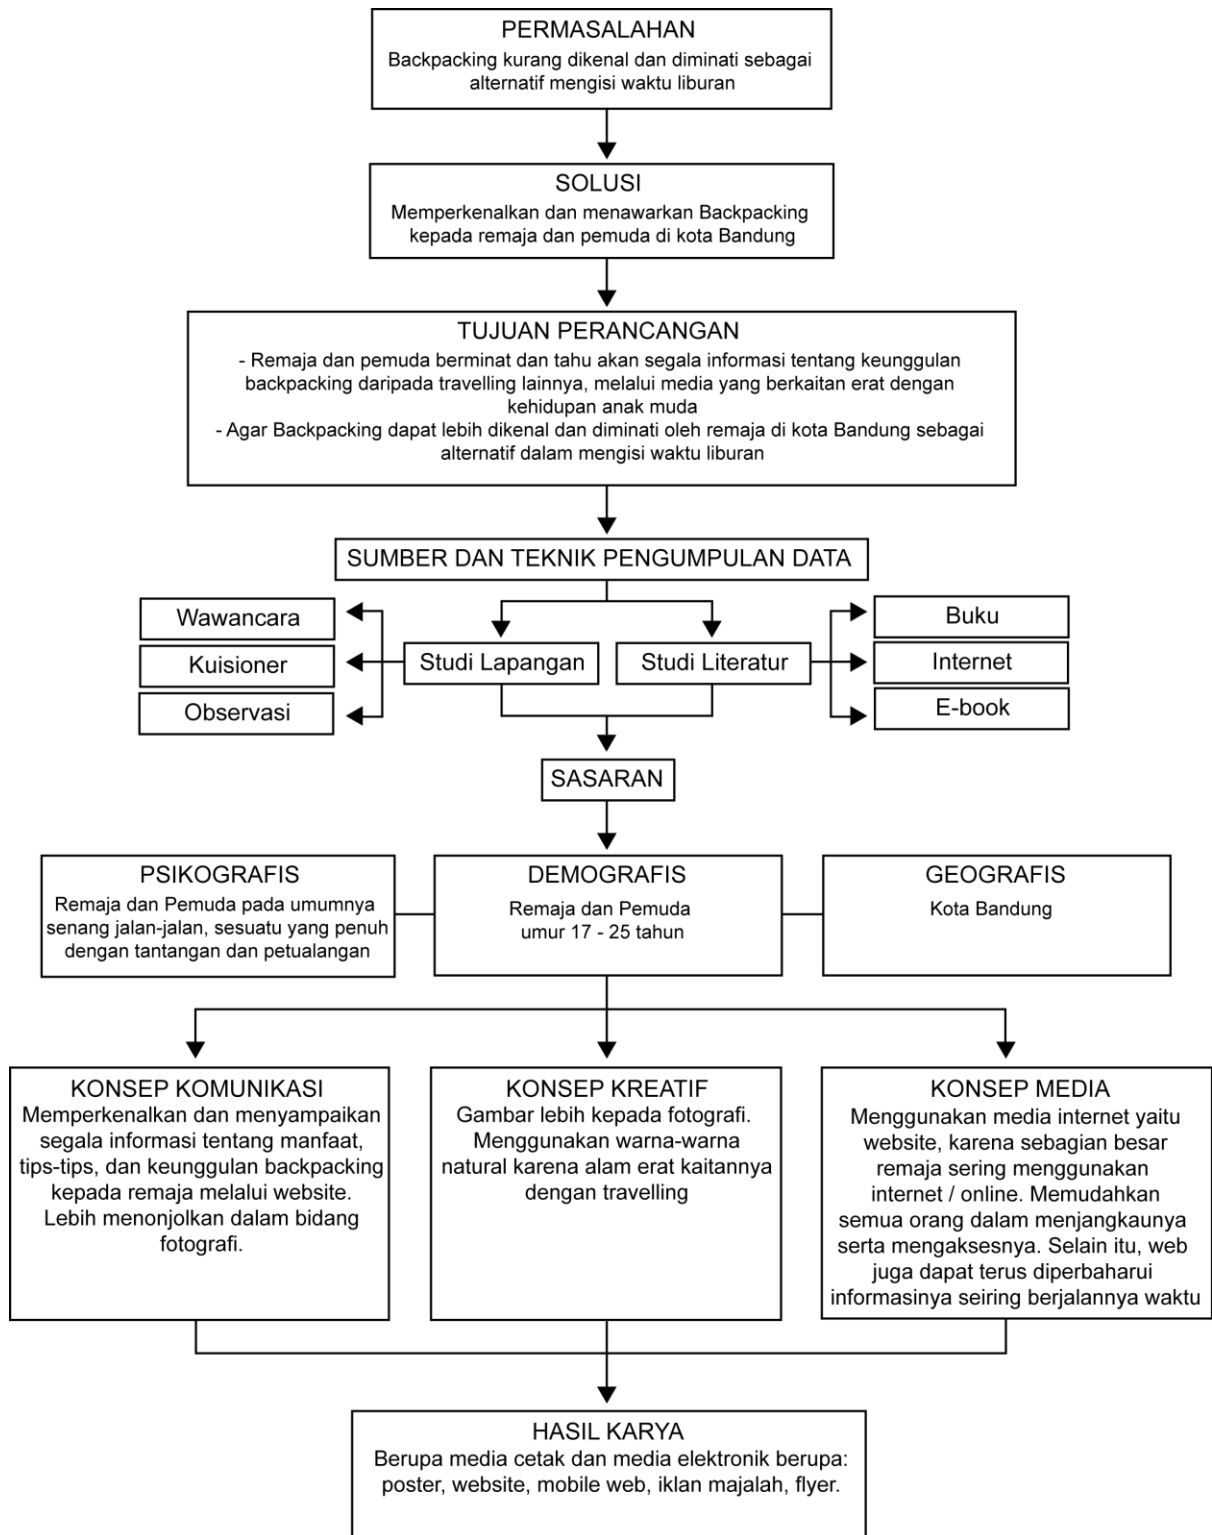 PERMASALAHAN
Backpacking kurang dikenal dan diminati sebagai
alternatif mengisi waktu liburan
SOLUSI
Memperkenalkan dan menawarkan Backpacking
kepada remaja dan pemuda di kota Bandung
TUJUAN PERANCANGAN
- Remaja dan pemuda berminat dan tahu akan segala informasi tentang keunggulan
backpacking daripada travelling lainnya, melalui media yang berkaitan erat dengan
kehidupan anak muda
- Agar Backpacking dapat lebih dikenal dan diminati oleh remaja di kota Bandung sebagai
alternatif dalam mengisi waktu liburan
SUMBER DAN TEKNIK PENGUMPULAN DATA
Wawancara
Kuisioner
Observasi
Studi Lapangan
Studi Literatur
Buku
Internet
E-book
SASARAN
PSIKOGRAFIS
Remaja dan Pemuda pada umumnya
senang jalan-jalan, sesuatu yang penuh
dengan tantangan dan petualangan
DEMOGRAFIS
Remaja dan Pemuda
umur 17 - 25 tahun
GEOGRAFIS
Kota Bandung
KONSEP KOMUNIKASI
Memperkenalkan dan menyampaikan
segala informasi tentang manfaat,
tips-tips, dan keunggulan backpacking
kepada remaja melalui website.
Lebih menonjolkan dalam bidang
fotografi.
KONSEP KREATIF
Gambar lebih kepada fotografi.
Menggunakan warna-warna
natural karena alam erat kaitannya
dengan travelling
KONSEP MEDIA
Menggunakan media internet yaitu
website, karena sebagian besar
remaja sering menggunakan
internet / online. Memudahkan
semua orang dalam menjangkaunya
serta mengaksesnya. Selain itu, web
juga dapat terus diperbaharui
informasinya seiring berjalannya waktu
HASIL KARYA
Berupa media cetak dan media elektronik berupa:
poster, website, mobile web, iklan majalah, flyer.